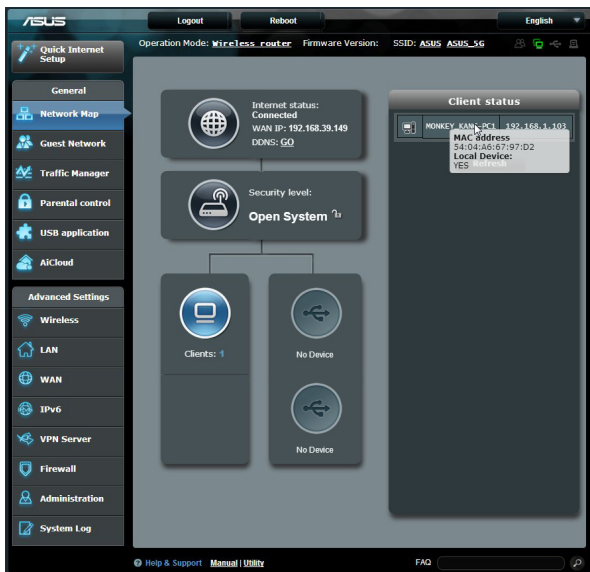 ASUS
Logout
Reboot
English
Operation Mode: Wireless router Firmware Version: SSID: ASUS ASUS_5G
Quick Internet
Setup
General
Network Map
Guest Network
Traffic Manager
Parental control
USB application
AiCloud
Advanced Settings
Wireless
LAN
WAN
IPv6
VPN Server
Firewall
Administration
System Log
Internet status:
Connected
WAN IP: 192.168.39.149
DDNS: GO
Security level:
Open System
Clients: 1
No Device
No Device
Client status
MONKEY 192.168.1.103
MAC address
54:04:A6:67:97:D2
Local Device:
YES
Refresh
Help & Support Manual | Utility
FAQ